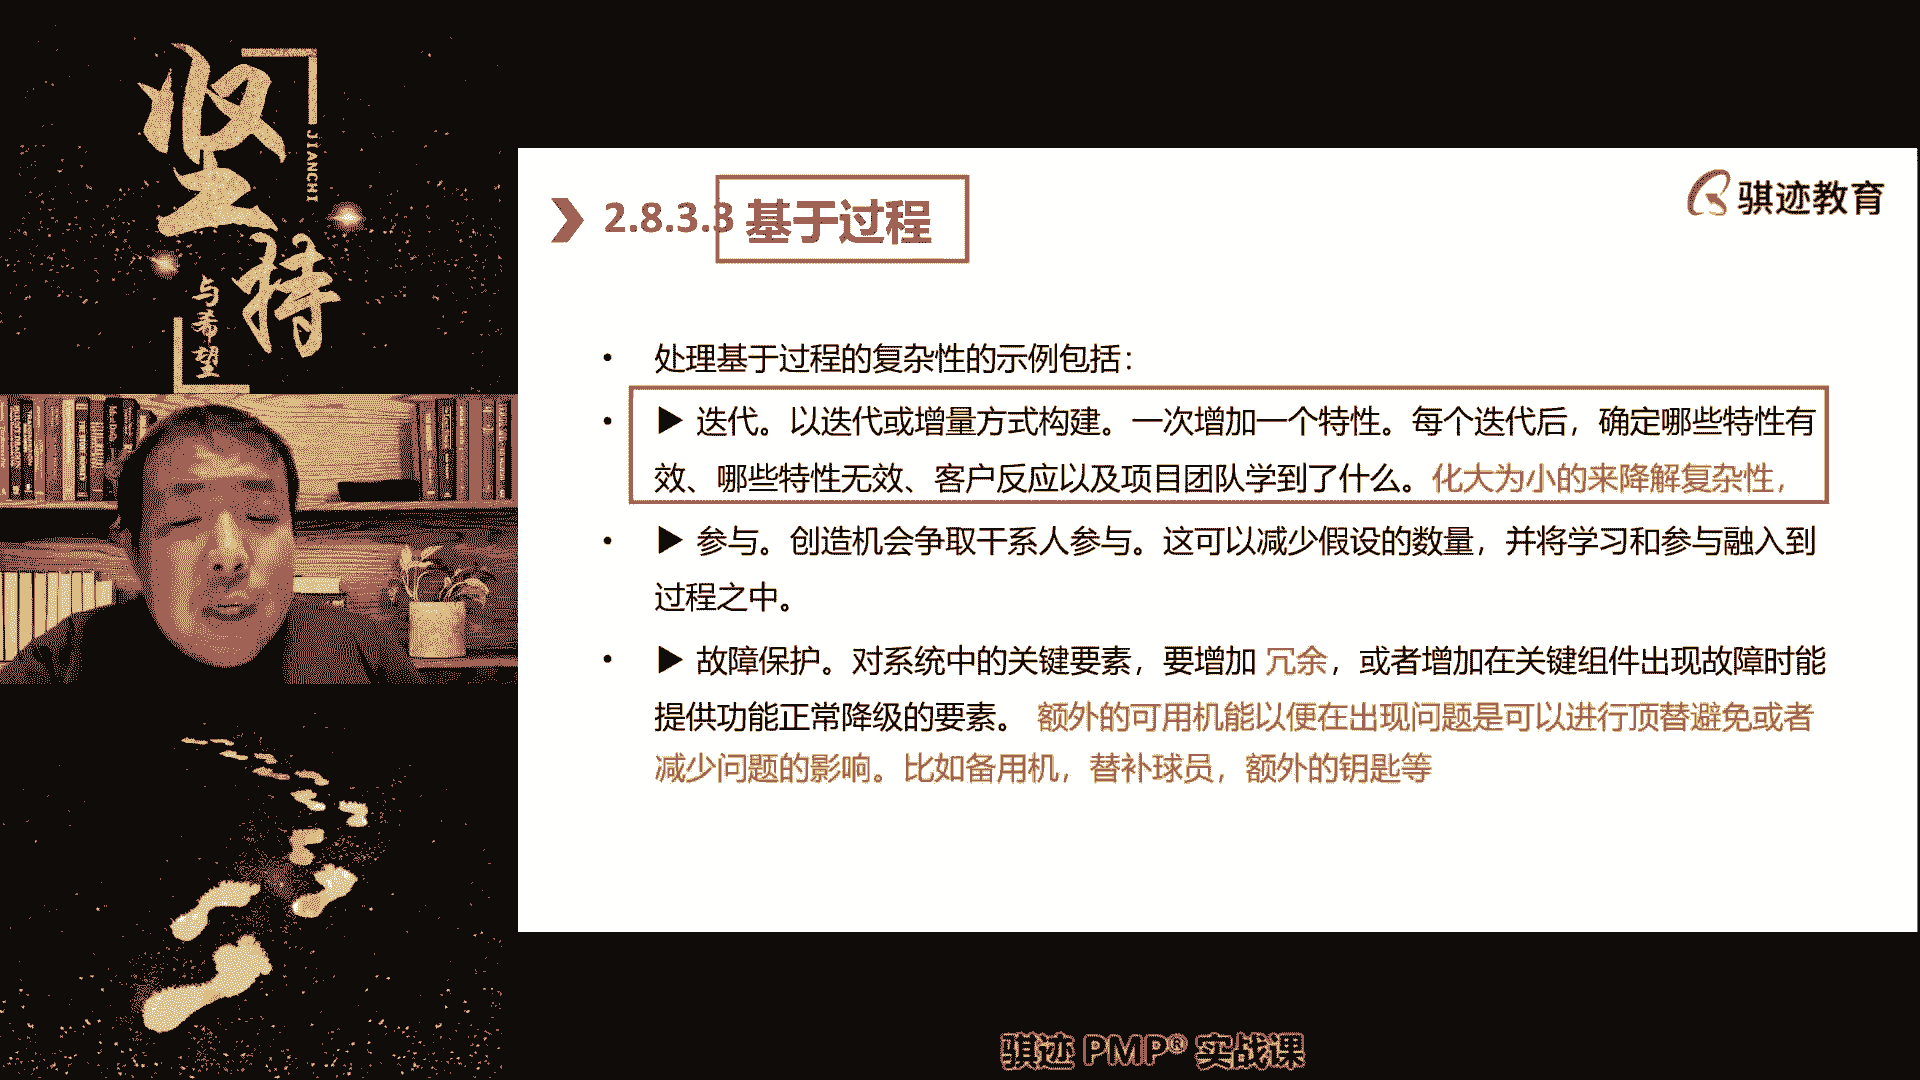 坚持
JIANCHI
与希望
骐迹教育
2.8.3.3 基于过程
• 处理基于过程的复杂性的示例包括：
• ▶ 迭代。以迭代或增量方式构建。一次增加一个特性。每个迭代后，确定哪些特性有
效、哪些特性无效、客户反应以及项目团队学到了什么。化大为小的来降解复杂性，
• ▶ 参与。创造机会争取干系人参与。这可以减少假设的数量，并将学习和参与融入到
过程之中。
• ▶ 故障保护。对系统中的关键要素，要增加 冗余，或者增加在关键组件出现故障时能
提供功能正常降级的要素。 额外的可用机能以便在出现问题是可以进行顶替避免或者
减少问题的影响。比如备用机，替补球员，额外的钥匙等
骐迹 PMP® 实战课